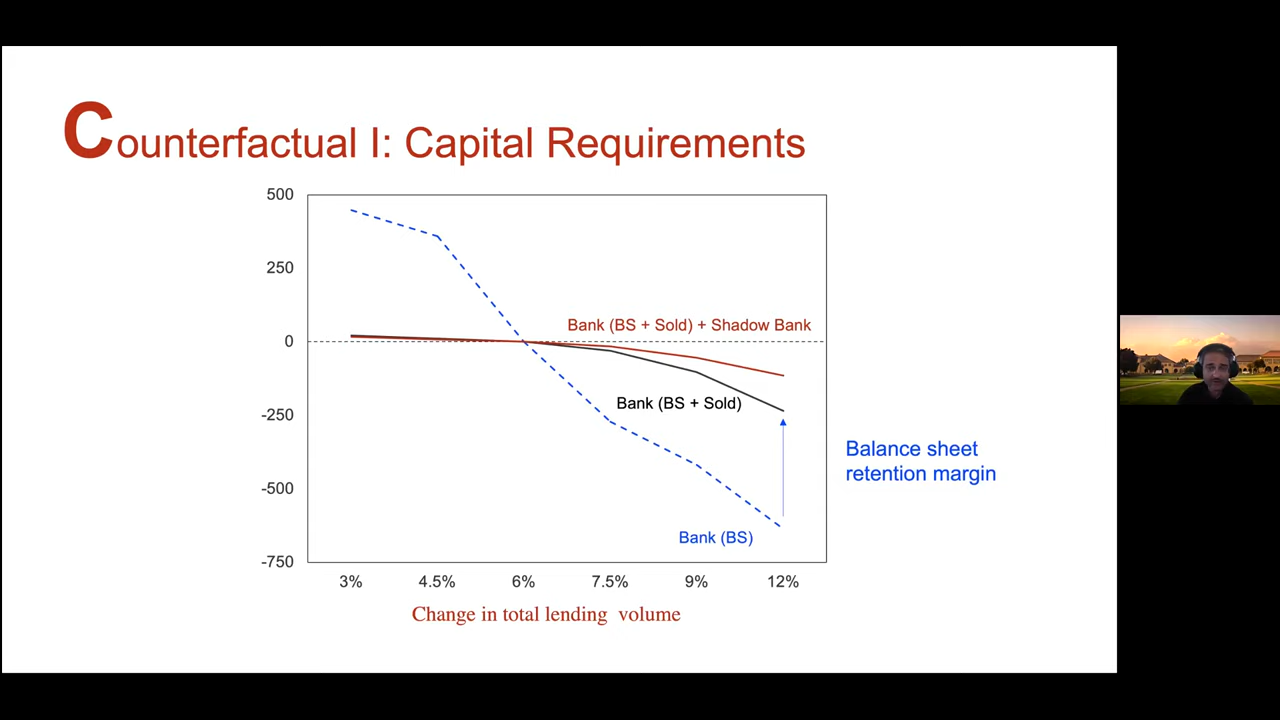 Counterfactual I: Capital Requirements
500
250
0
-250
-500
-750
Bank (BS + Sold) + Shadow Bank
Bank (BS + Sold)
Balance sheet
retention margin
Bank (BS)
3% 4.5% 6% 7.5% 9% 12%
Change in total lending volume